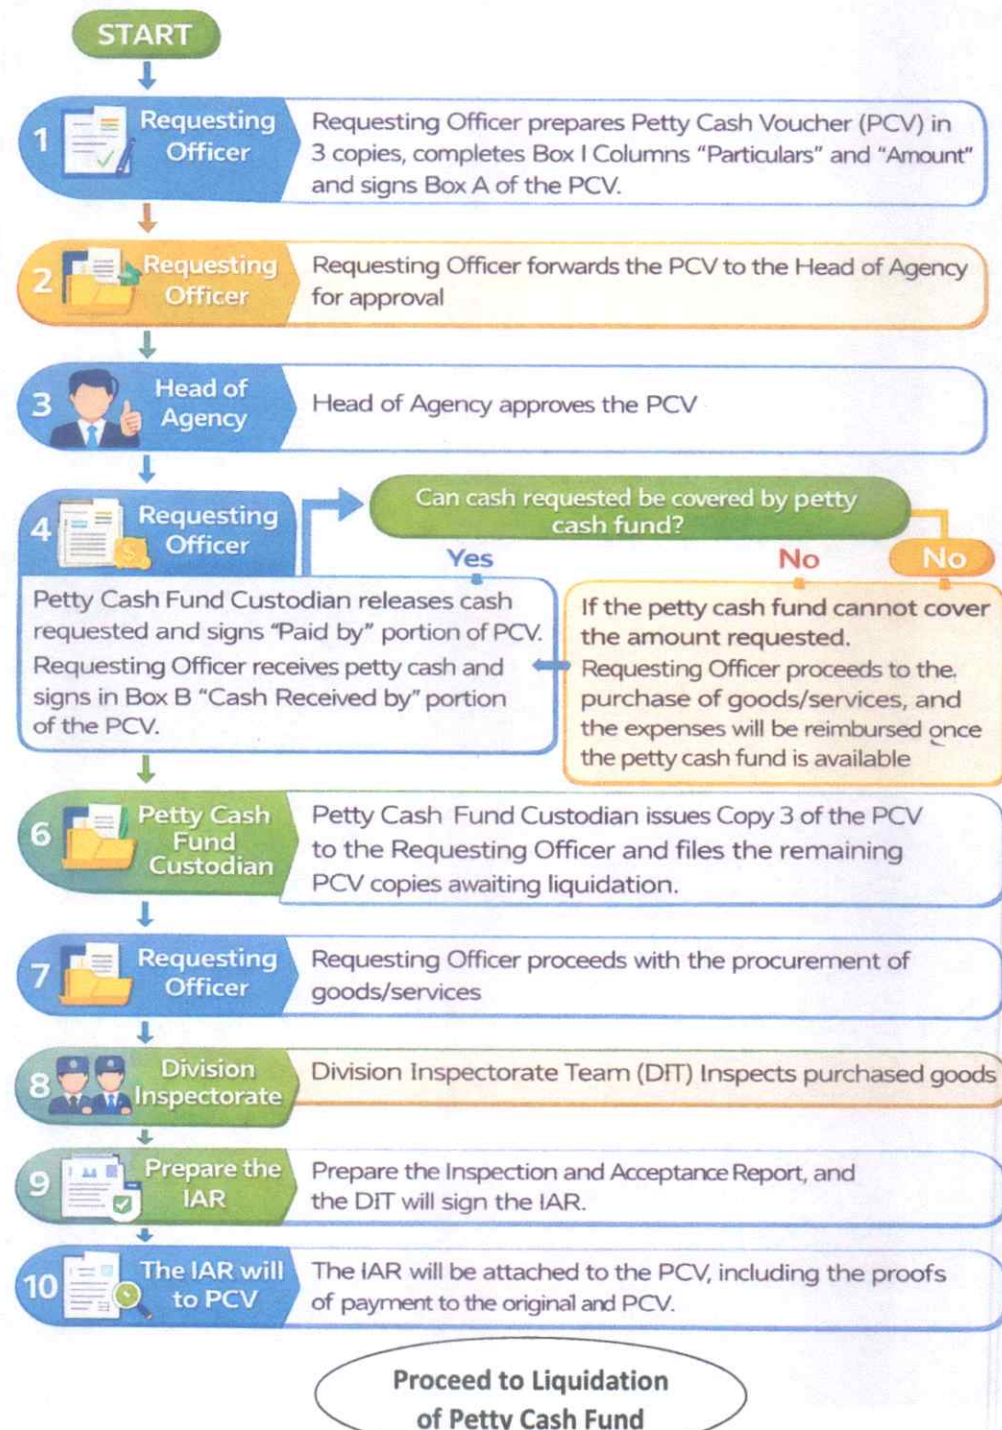 START
1
Requesting
Officer
Requesting Officer prepares Petty Cash Voucher (PCV) in
3 copies, completes Box I Columns “Particulars” and “Amount”
and signs Box A of the PCV.
2
Requesting
Officer
Requesting Officer forwards the PCV to the Head of Agency
for approval
3
Head of
Agency
Head of Agency approves the PCV
4
Requesting
Officer
Can cash requested be covered by petty
cash fund?
Yes
No
No
Petty Cash Fund Custodian releases cash
requested and signs “Paid by” portion of PCV.
Requesting Officer receives petty cash and
signs in Box B “Cash Received by” portion
of the PCV.
If the petty cash fund cannot cover
the amount requested.
Requesting Officer proceeds to the.
purchase of goods/services, and
the expenses will be reimbursed once
the petty cash fund is available
6
Petty Cash
Fund
Custodian
Petty Cash Fund Custodian issues Copy 3 of the PCV
to the Requesting Officer and files the remaining
PCV copies awaiting liquidation.
7
Requesting
Officer
Requesting Officer proceeds with the procurement of
goods/services
8
Division
Inspectorate
Division Inspectorate Team (DIT) Inspects purchased goods
9
Prepare the
IAR
Prepare the Inspection and Acceptance Report, and
the DIT will sign the IAR.
10
The IAR will
to PCV
The IAR will be attached to the PCV, including the proofs
of payment to the original and PCV.
Proceed to Liquidation
of Petty Cash Fund